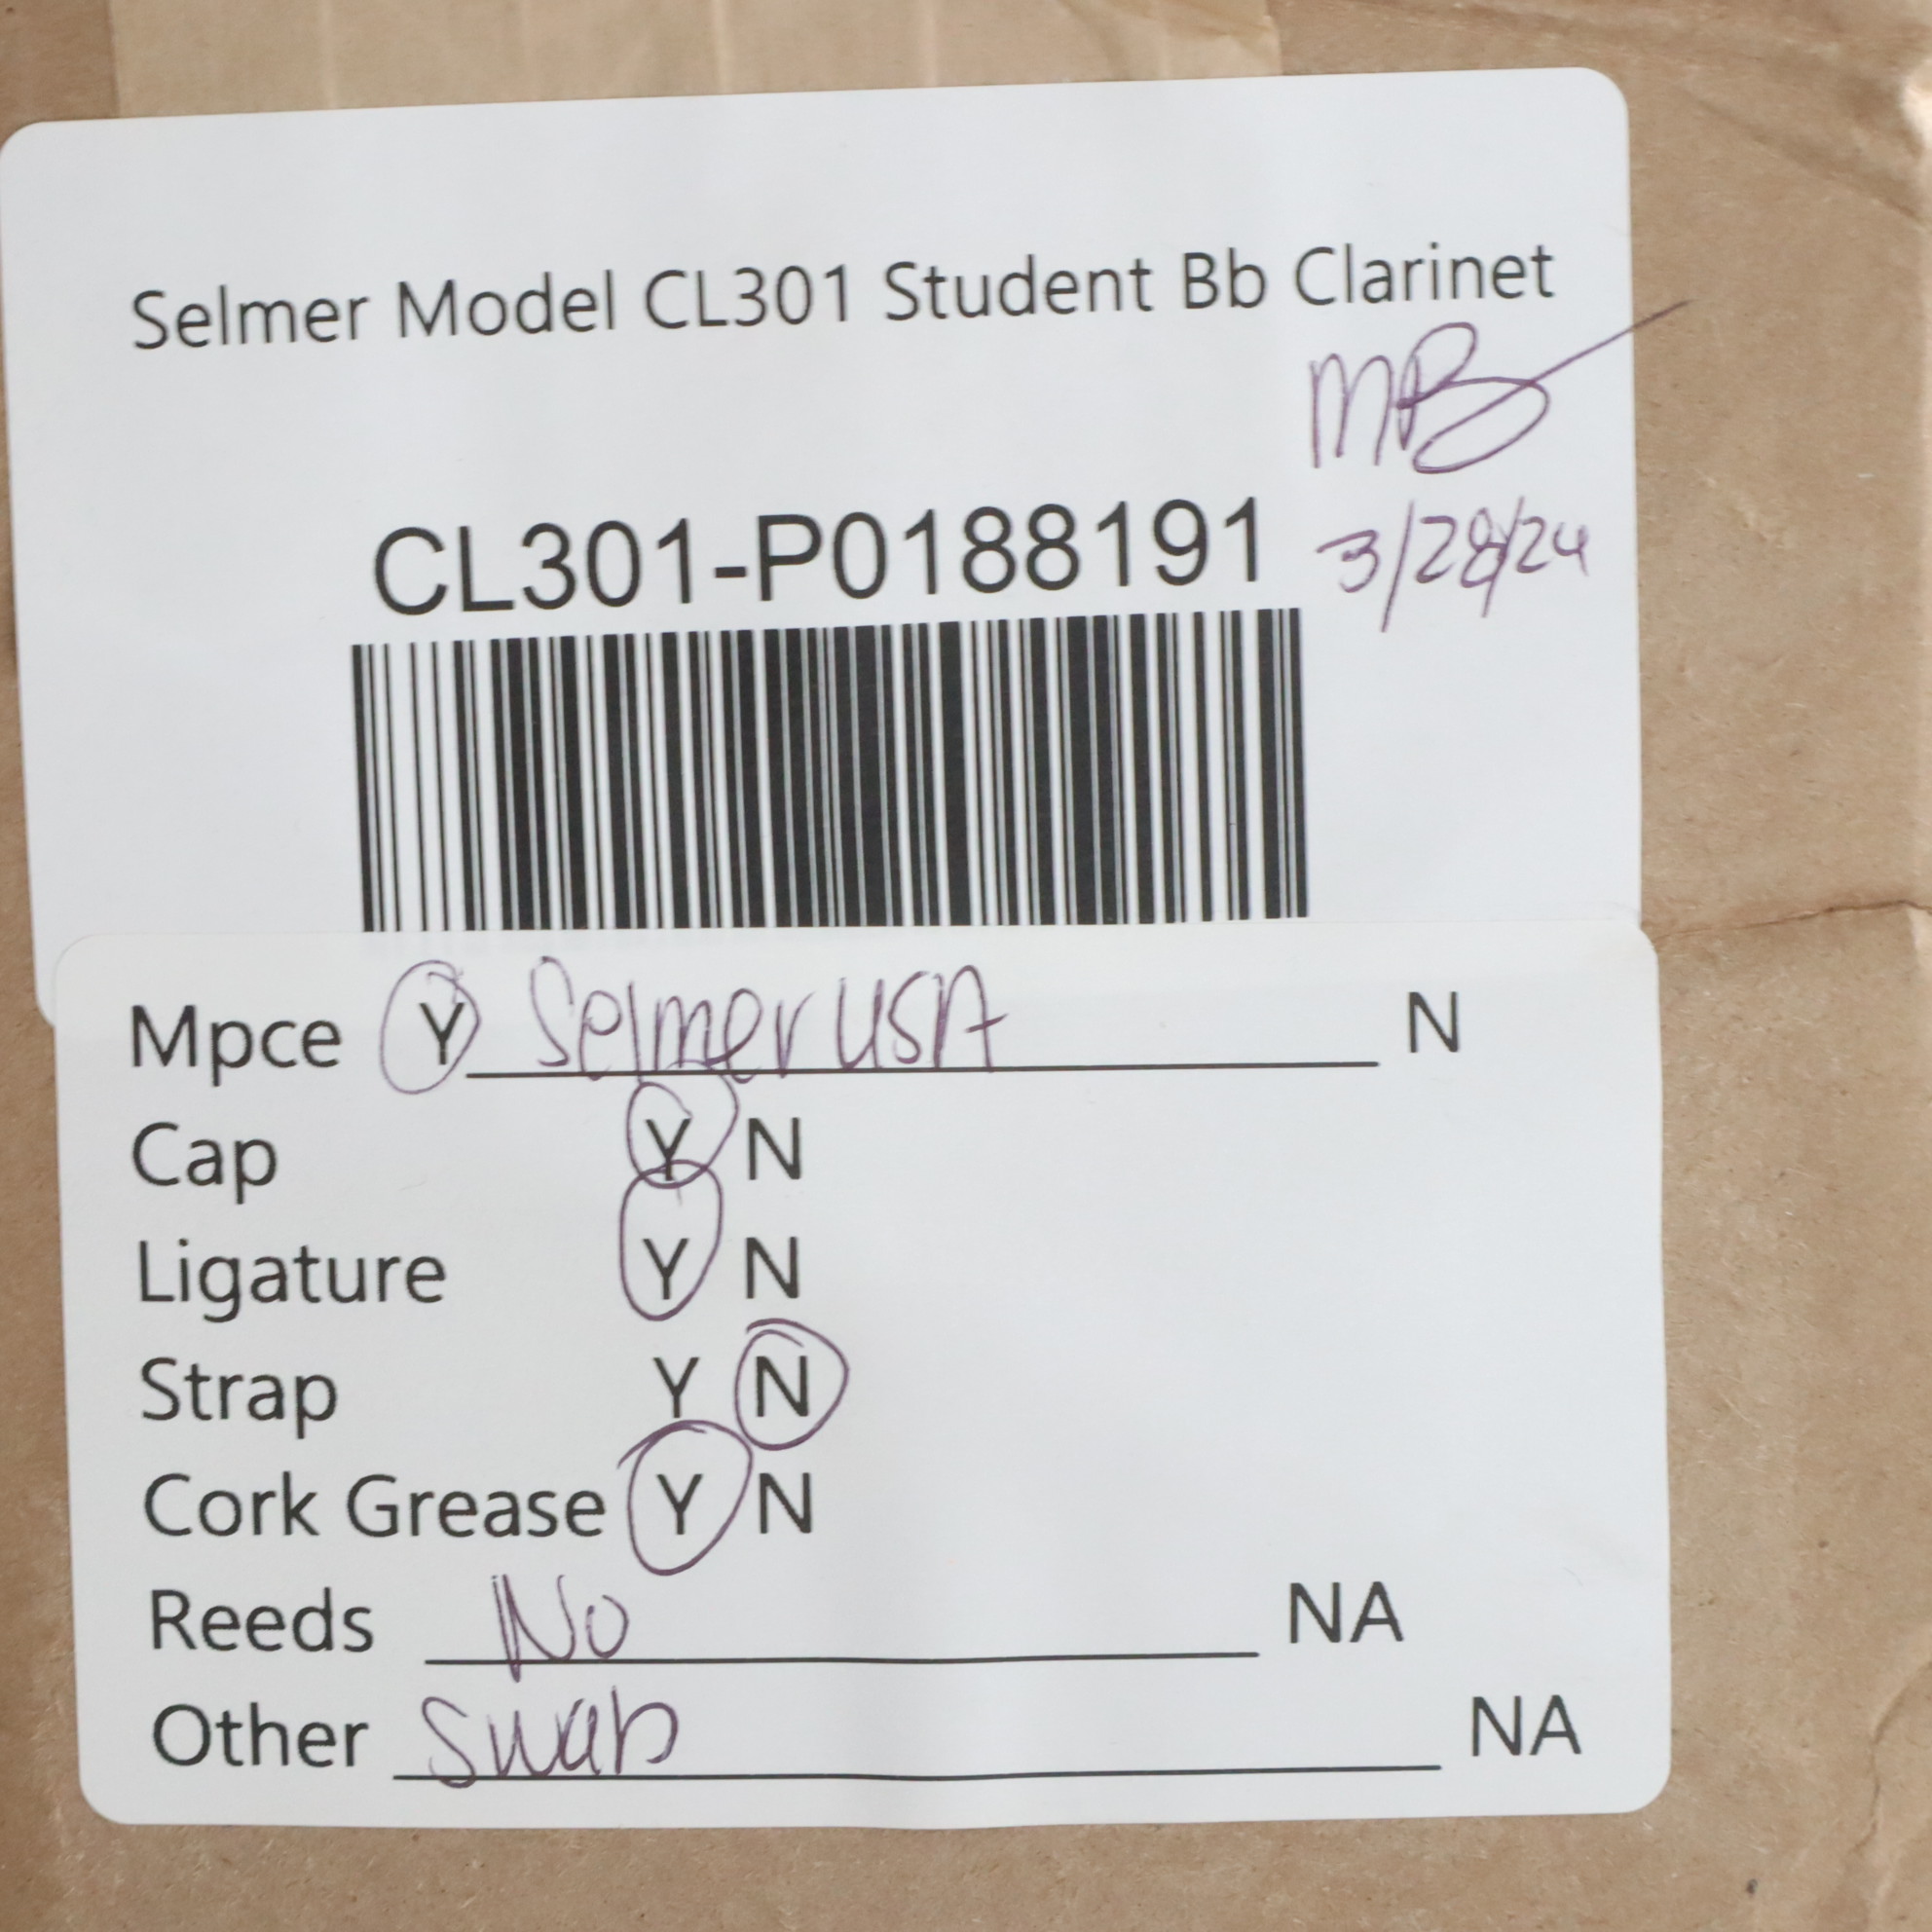 Selmer Model CL301 Student Bb Clarinet
MB
CL301-P0188191 3/28/24
Mpce Y Selmer USA N
Cap Y N
Ligature Y N
Strap Y N
Cork Grease Y N
Reeds No NA
Other Swab NA